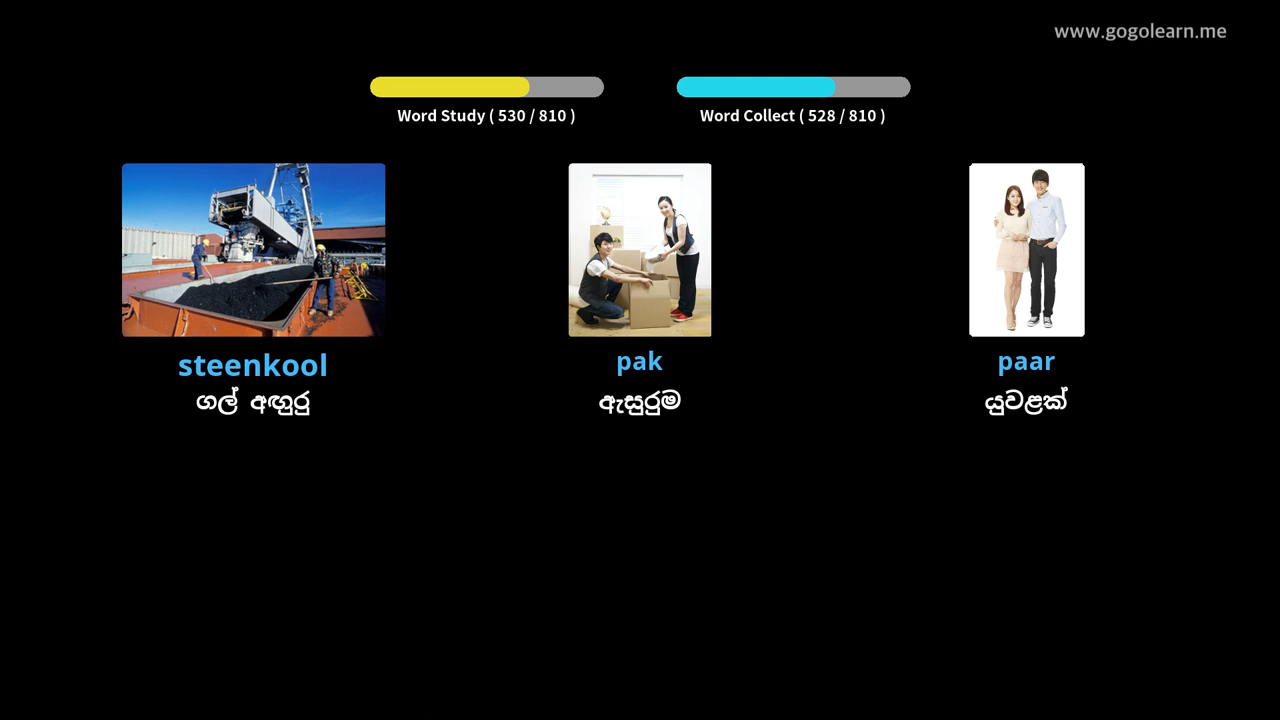 www.gogolearn.me
Word Study ( 530 / 810 )
Word Collect ( 528 / 810 )
steenkool
ගල් අඟුරු
pak
ඇසුරුම
paar
යුවළක්